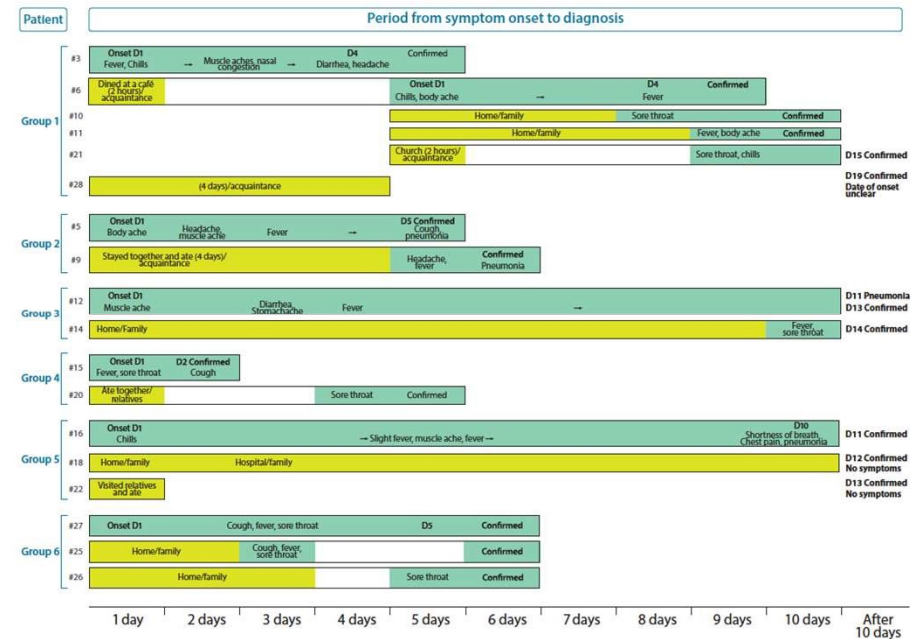 Patient
Period from symptom onset to diagnosis
Group 1
#3
Onset D1
Fever, Chills
→
Muscle aches, nasal
congestion
→
D4
Diarrhea, headache
Confirmed
#6
Dined at a café
(2 hours)/
acquaintance
Onset D1
Chills, body ache
→
D4
Fever
Confirmed
#10
Home/family
Sore throat
Confirmed
#11
Home/family
Fever, body ache
Confirmed
#21
Church (2 hours)/
acquaintance
Sore throat, chills
D15 Confirmed
#28
(4 days)/acquaintance
D19 Confirmed
Date of onset
unclear
Group 2
#5
Onset D1
Body ache
Headache,
muscle ache
Fever
→
D5 Confirmed
Cough,
pneumonia
#9
Stayed together and ate (4 days)/
acquaintance
Headache,
fever
Confirmed
Pneumonia
Group 3
#12
Onset D1
Muscle ache
Diarrhea,
Stomachache
Fever
→
D11 Pneumonia
D13 Confirmed
#14
Home/Family
Fever,
sore throat
D14 Confirmed
Group 4
#15
Onset D1
Fever, sore throat
D2 Confirmed
Cough
#20
Ate together/
relatives
Sore throat
Confirmed
Group 5
#16
Onset D1
Chills
→ Slight fever, muscle ache, fever →
D10
Shortness of breath,
Chest pain, pneumonia
D11 Confirmed
#18
Home/family
Hospital/family
D12 Confirmed
No symptoms
#22
Visited relatives
and ate
D13 Confirmed
No symptoms
Group 6
#27
Onset D1
Cough, fever, sore throat
D5
Confirmed
#25
Home/family
Cough, fever,
sore throat
Confirmed
#26
Home/family
Sore throat
Confirmed
1 day
2 days
3 days
4 days
5 days
6 days
7 days
8 days
9 days
10 days
After
10 days